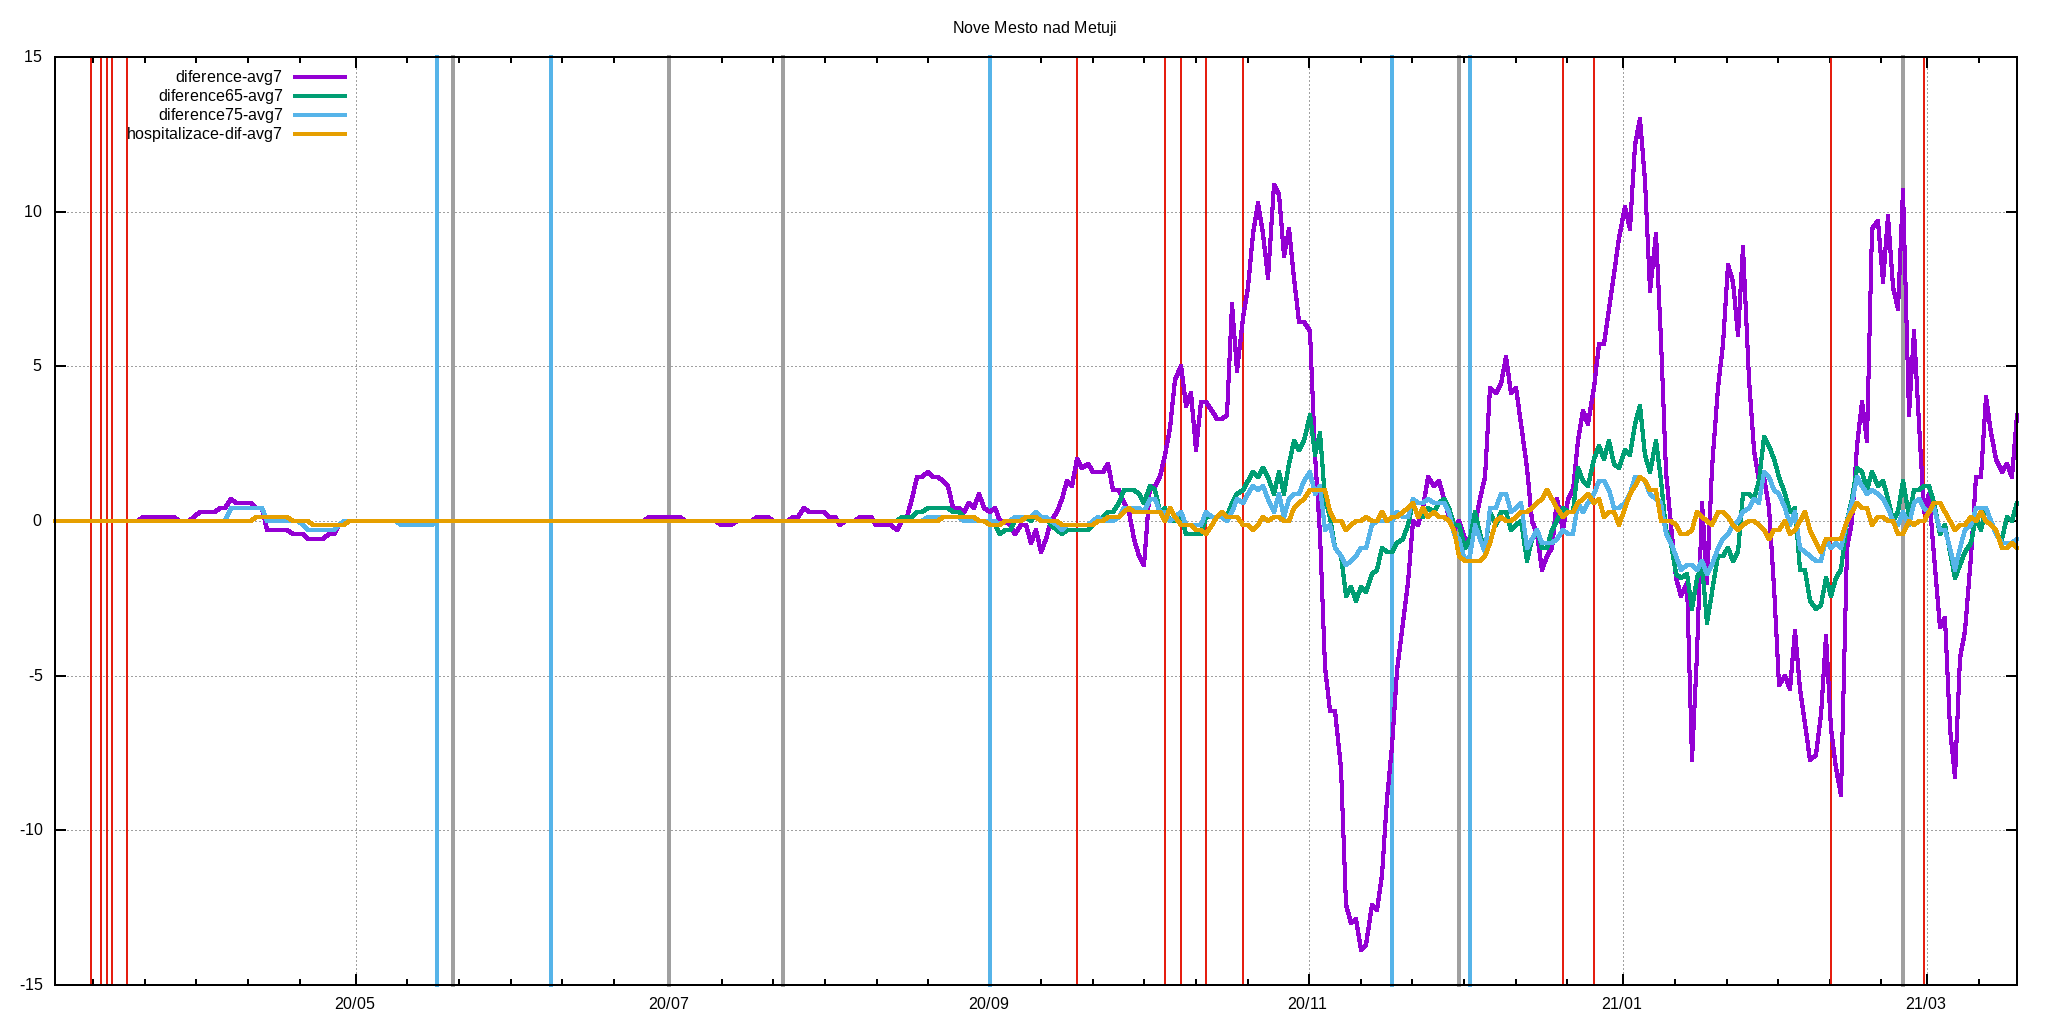 Nove Mesto nad Metuji
15
diference-avg7
diference65-avg7
diference75-avg7
hospitalizace-dif-avg7
10
5
0
-5
-10
-15
20/05 20/07 20/09 20/11 21/01 21/03